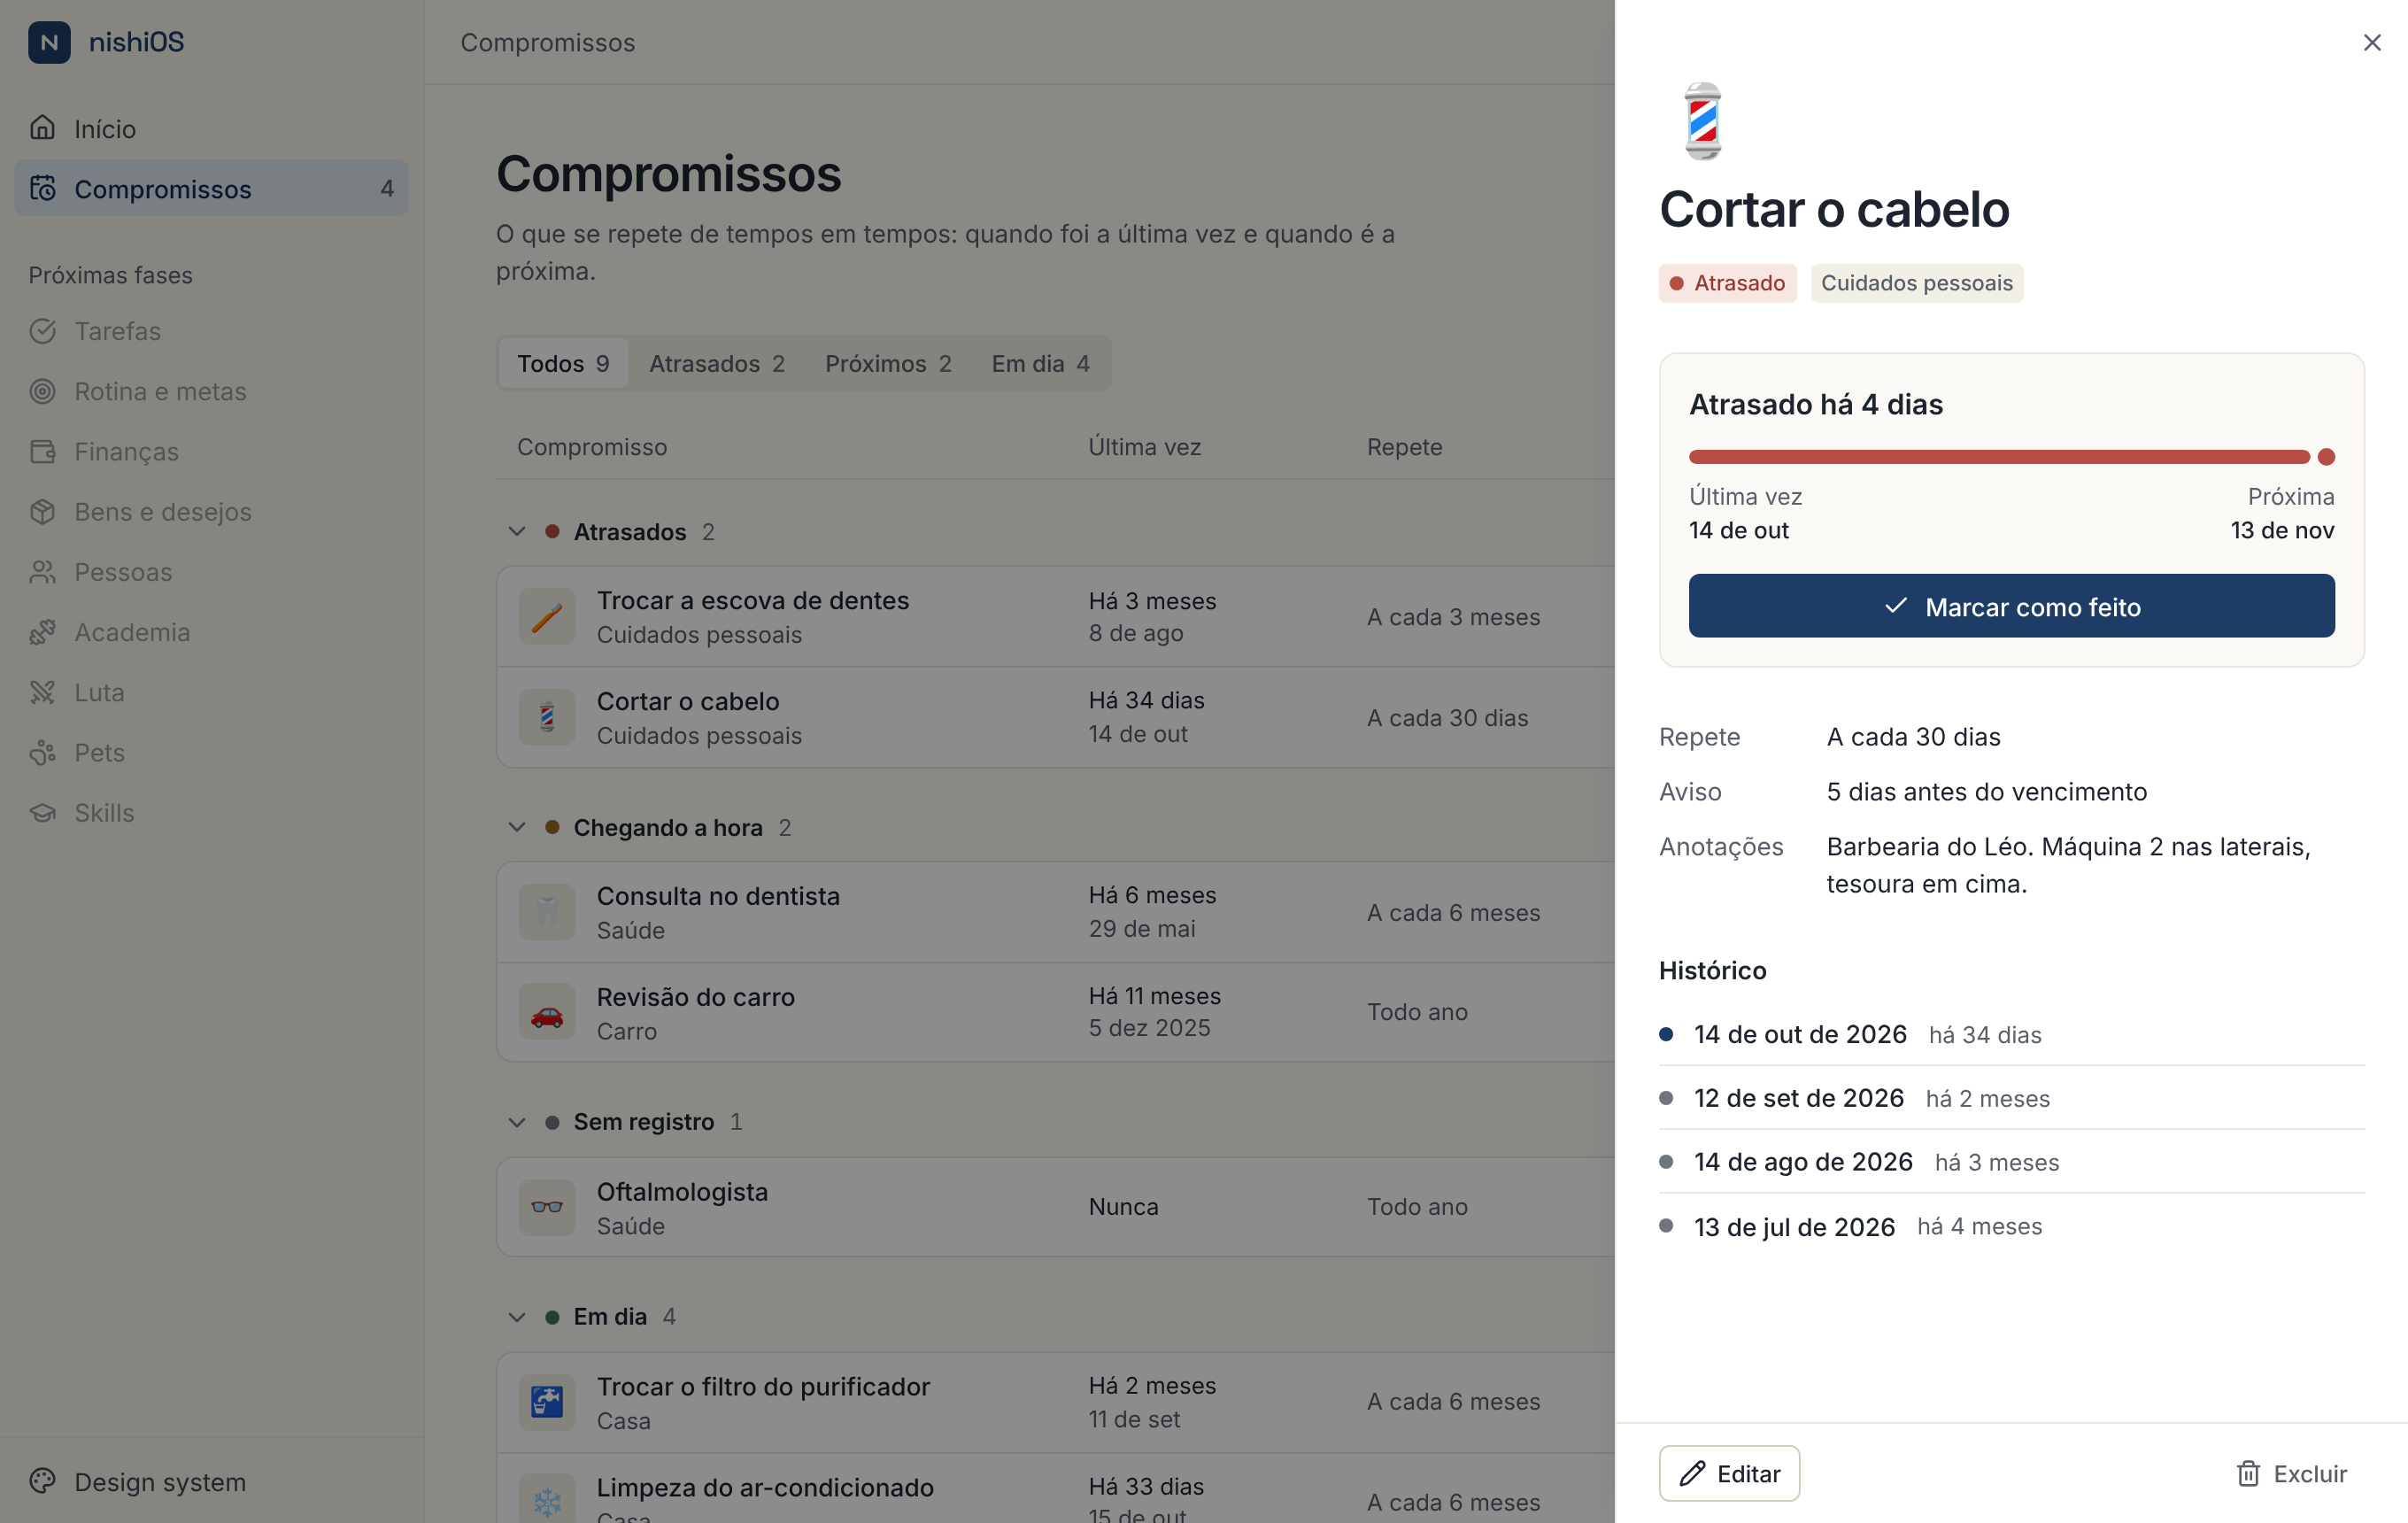 N nishiOS
Início
Compromissos 4
Próximas fases
Tarefas
Rotina e metas
Finanças
Bens e desejos
Pessoas
Academia
Luta
Pets
Skills
Design system
Compromissos
Compromissos
O que se repete de tempos em tempos: quando foi a última vez e quando é a
próxima.
Todos 9 Atrasados 2 Próximos 2 Em dia 4
Compromisso Última vez Repete
Atrasados 2
Trocar a escova de dentes Há 3 meses A cada 3 meses
Cuidados pessoais 8 de ago
Cortar o cabelo Há 34 dias A cada 30 dias
Cuidados pessoais 14 de out
Chegando a hora 2
Consulta no dentista Há 6 meses A cada 6 meses
Saúde 29 de mai
Revisão do carro Há 11 meses Todo ano
Carro 5 dez 2025
Sem registro 1
Oftalmologista Nunca Todo ano
Saúde
Em dia 4
Trocar o filtro do purificador Há 2 meses A cada 6 meses
Casa 11 de set
Limpeza do ar-condicionado Há 33 dias A cada 6 meses
Casa 15 de out
Cortar o cabelo
Atrasado Cuidados pessoais
Atrasado há 4 dias
Última vez Próxima
14 de out 13 de nov
Marcar como feito
Repete A cada 30 dias
Aviso 5 dias antes do vencimento
Anotações Barbearia do Léo. Máquina 2 nas laterais,
tesoura em cima.
Histórico
14 de out de 2026 há 34 dias
12 de set de 2026 há 2 meses
14 de ago de 2026 há 3 meses
13 de jul de 2026 há 4 meses
Editar Excluir